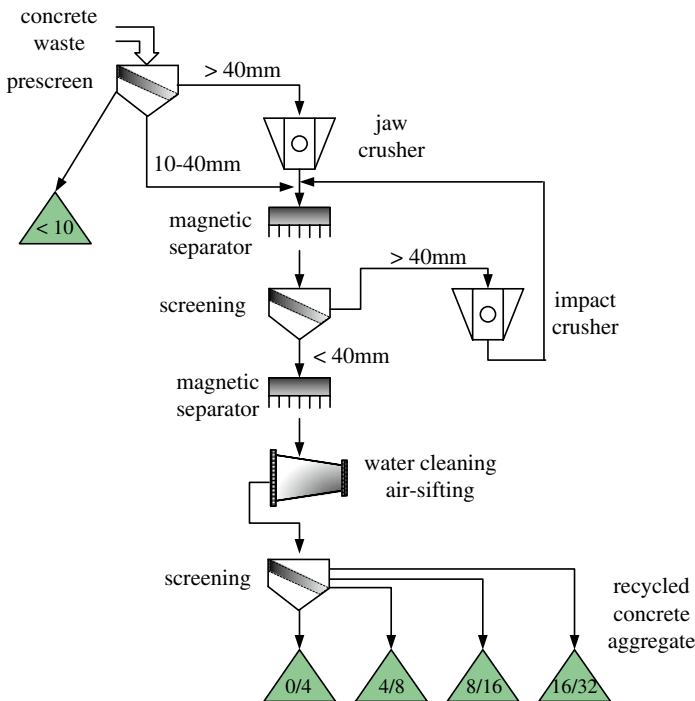 concrete
waste
prescreen
> 40mm
jaw
crusher
10-40mm
< 10
magnetic
separator
> 40mm
screening
impact
crusher
< 40mm
magnetic
separator
water cleaning
air-sifting
screening
recycled
concrete
aggregate
0/4
4/8
8/16
16/32